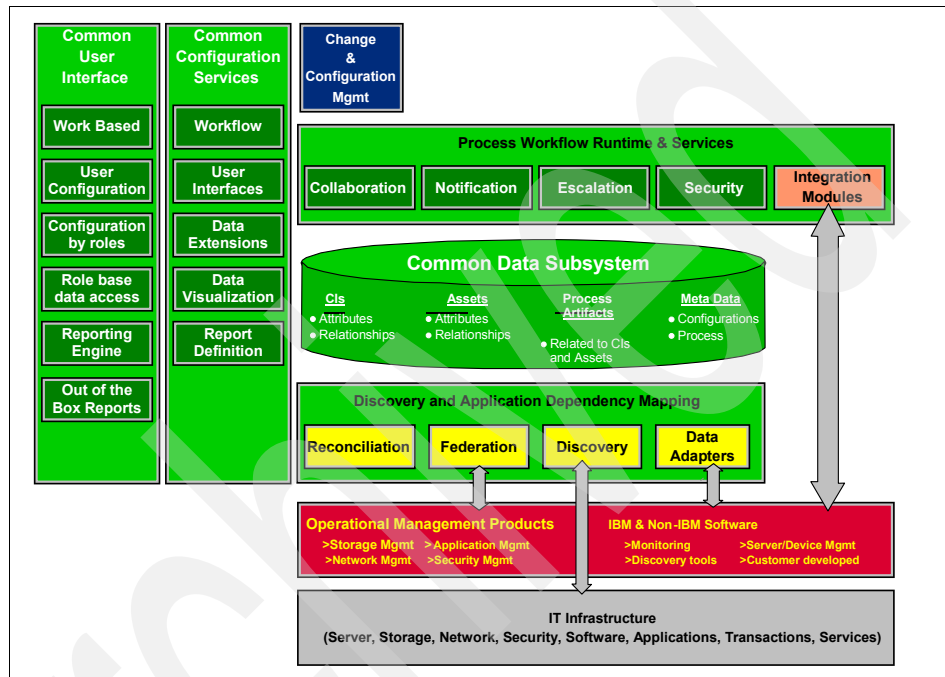 Common
User
Interface
Work Based
User
Configuration
Configuration
by roles
Role base
data access
Reporting
Engine
Out of the
Box Reports
Common
Configuration
Services
Workflow
User
Interfaces
Data
Extensions
Data
Visualization
Report
Definition
Change
&
Configuration
Mgmt
Process Workflow Runtime & Services
Collaboration
Notification
Escalation
Security
Integration
Modules
Common Data Subsystem
CIs
● Attributes
● Relationships
Assets
● Attributes
● Relationships
Process
Artifacts
● Related to CIs
and Assets
Meta Data
● Configurations
● Process
Discovery and Application Dependency Mapping
Reconciliation
Federation
Discovery
Data
Adapters
Operational Management Products
>Storage Mgmt >Application Mgmt
>Network Mgmt >Security Mgmt
IBM & Non-IBM Software
>Monitoring >Server/Device Mgmt
>Discovery tools >Customer developed
IT Infrastructure
(Server, Storage, Network, Security, Software, Applications, Transactions, Services)